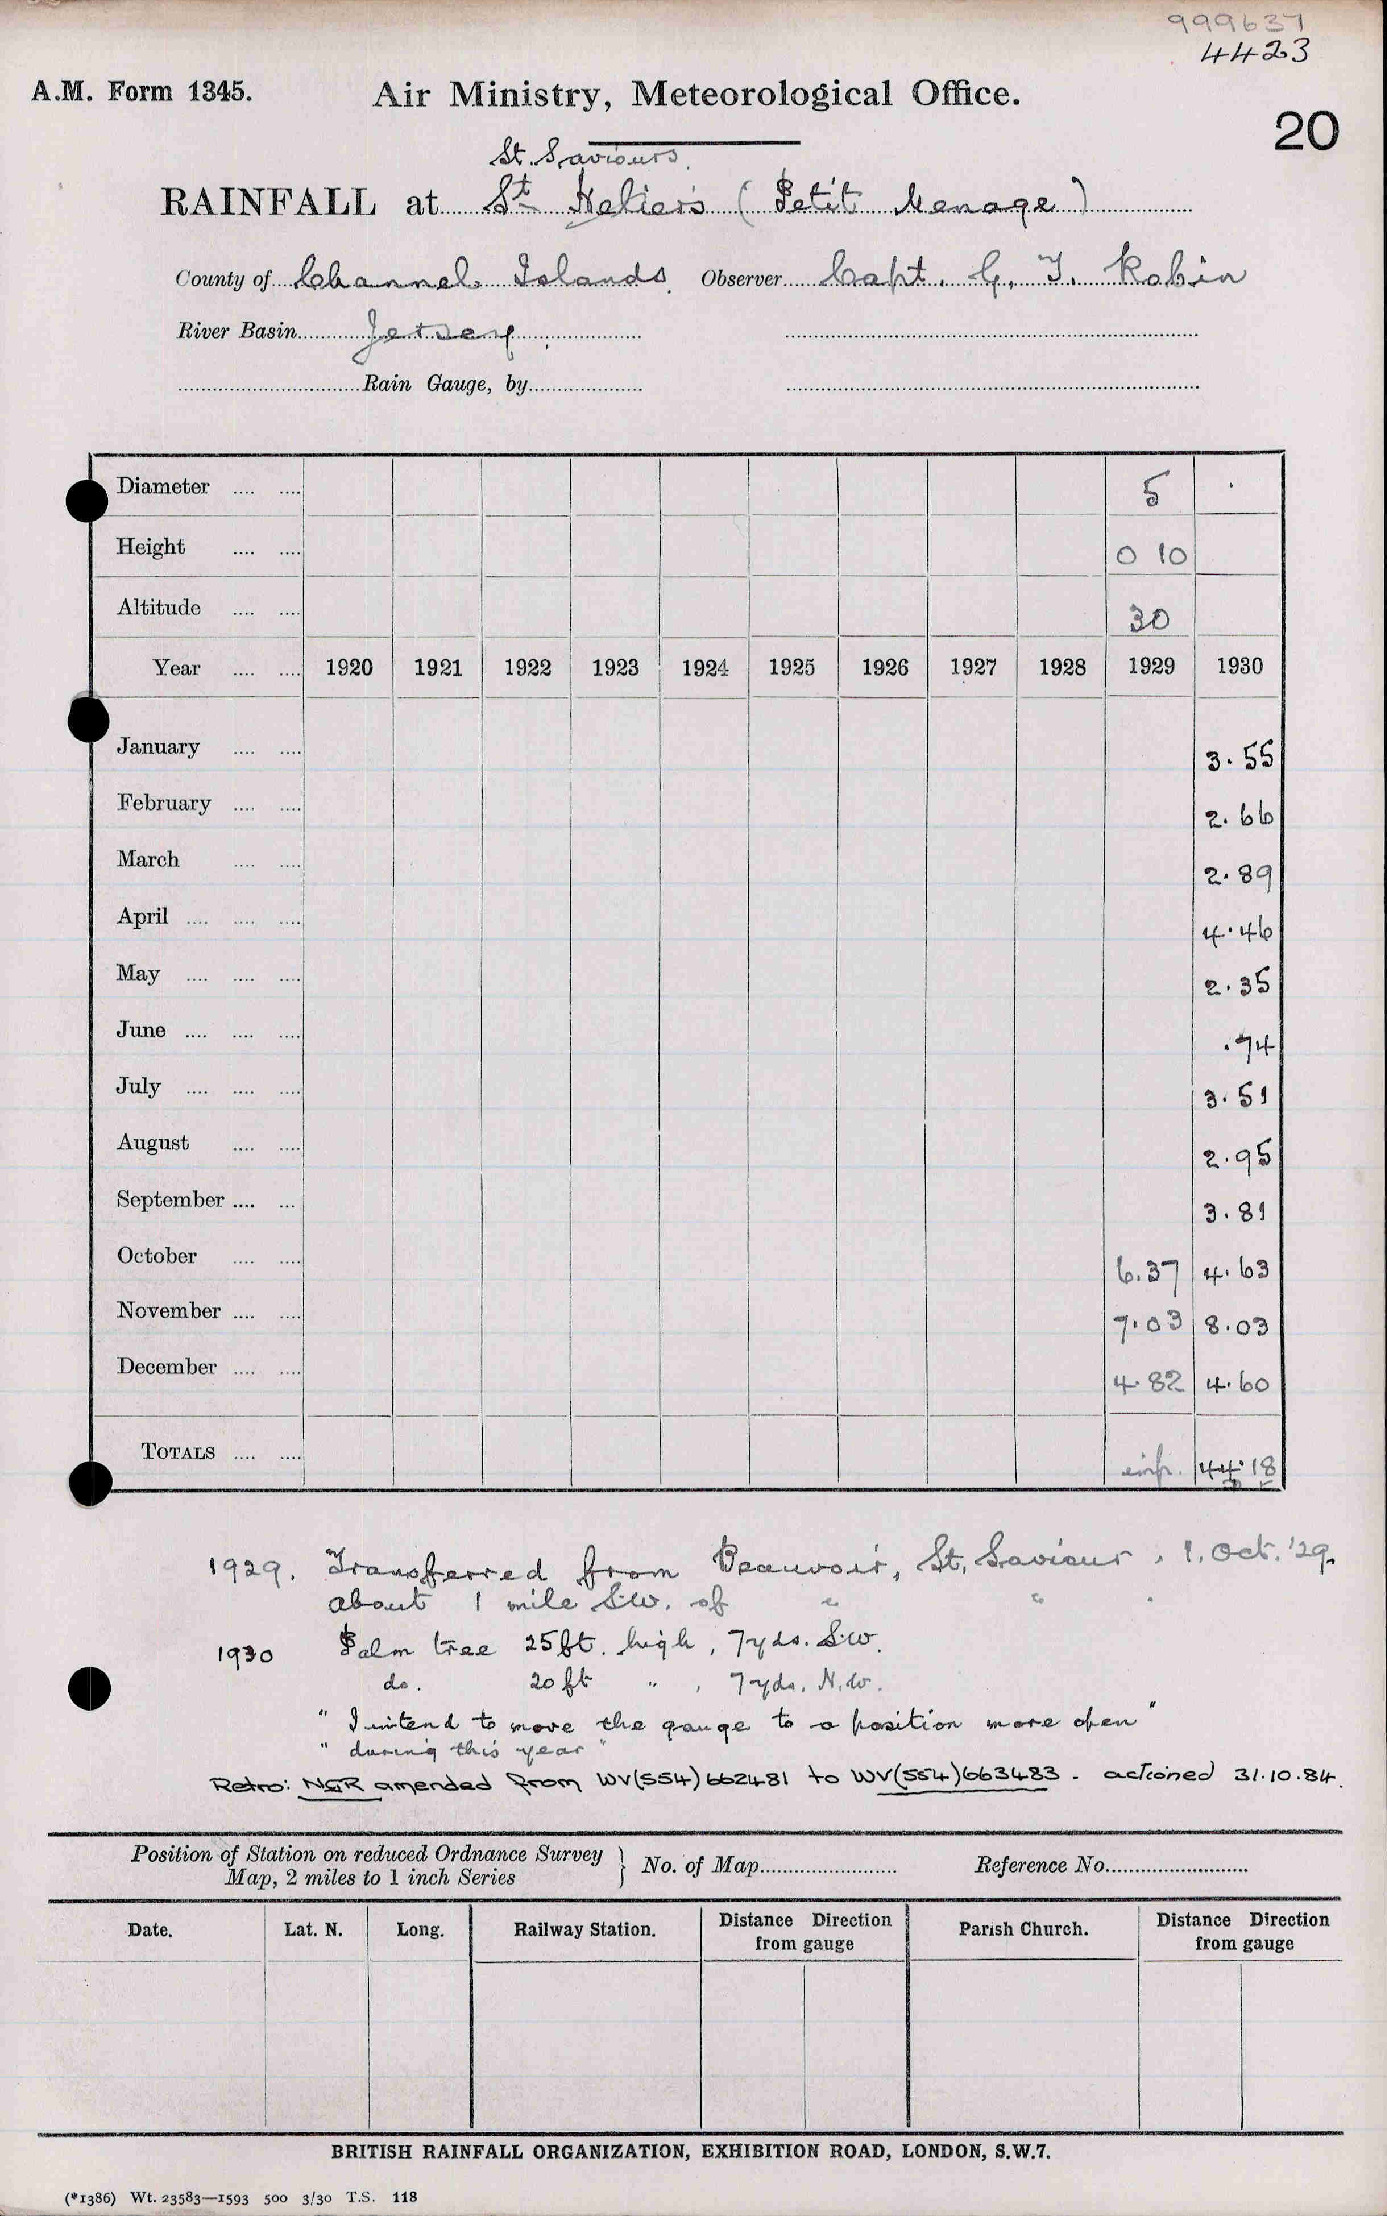 999637
4423
A.M. Form 1345.
Air Ministry, Meteorological Office.
20
St. Saviours.
RAINFALL at St Heliers (Petit Menage)
County of Channel Islands. Observer Capt. G. T. Robin
River Basin Jersey.
Rain Gauge, by
Diameter 5
Height 0 10
Altitude 30
Year 1920 1921 1922 1923 1924 1925 1926 1927 1928 1929 1930
January 3.55
February 2.66
March 2.89
April 4.46
May 2.35
June .74
July 3.51
August 2.95
September 3.81
October 6.37 4.63
November 7.03 8.03
December 4.82 4.60
TOTALS 44.18
1929. Transferred from Beauvoir, St. Saviour, 1. Oct. '29.
about 1 mile S.W. of " " "
1930 Palm tree 25 ft. high, 7 yds. S.W.
do. 20 ft " , 7 yds. N.W.
" I intend to move the gauge to a position more open "
" during this year "
Retro: NGR amended from WV(554)662481 to WV(554)663483 - actioned 31.10.84.
Position of Station on reduced Ordnance Survey
Map, 2 miles to 1 inch Series
No. of Map Reference No.
Date. Lat. N. Long. Railway Station. Distance Direction from gauge Parish Church. Distance Direction from gauge
BRITISH RAINFALL ORGANIZATION, EXHIBITION ROAD, LONDON, S.W.7.
(*1386) Wt. 23583—1593 500 3/30 T.S. 118